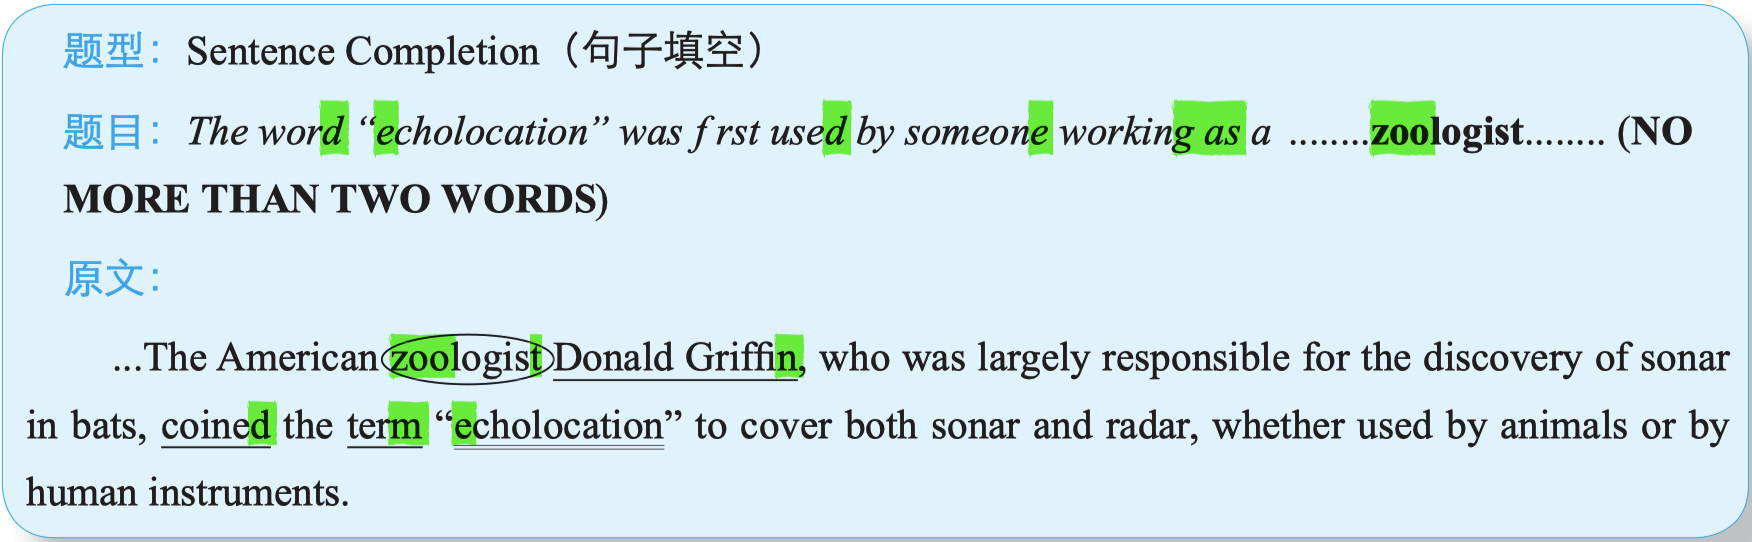 题型：Sentence Completion（句子填空）
题目：The word “echolocation” was f rst used by someone working as a ........zoologist........ (NO
MORE THAN TWO WORDS)
原文：
...The American zoologist Donald Griffin, who was largely responsible for the discovery of sonar
in bats, coined the term “echolocation” to cover both sonar and radar, whether used by animals or by
human instruments.